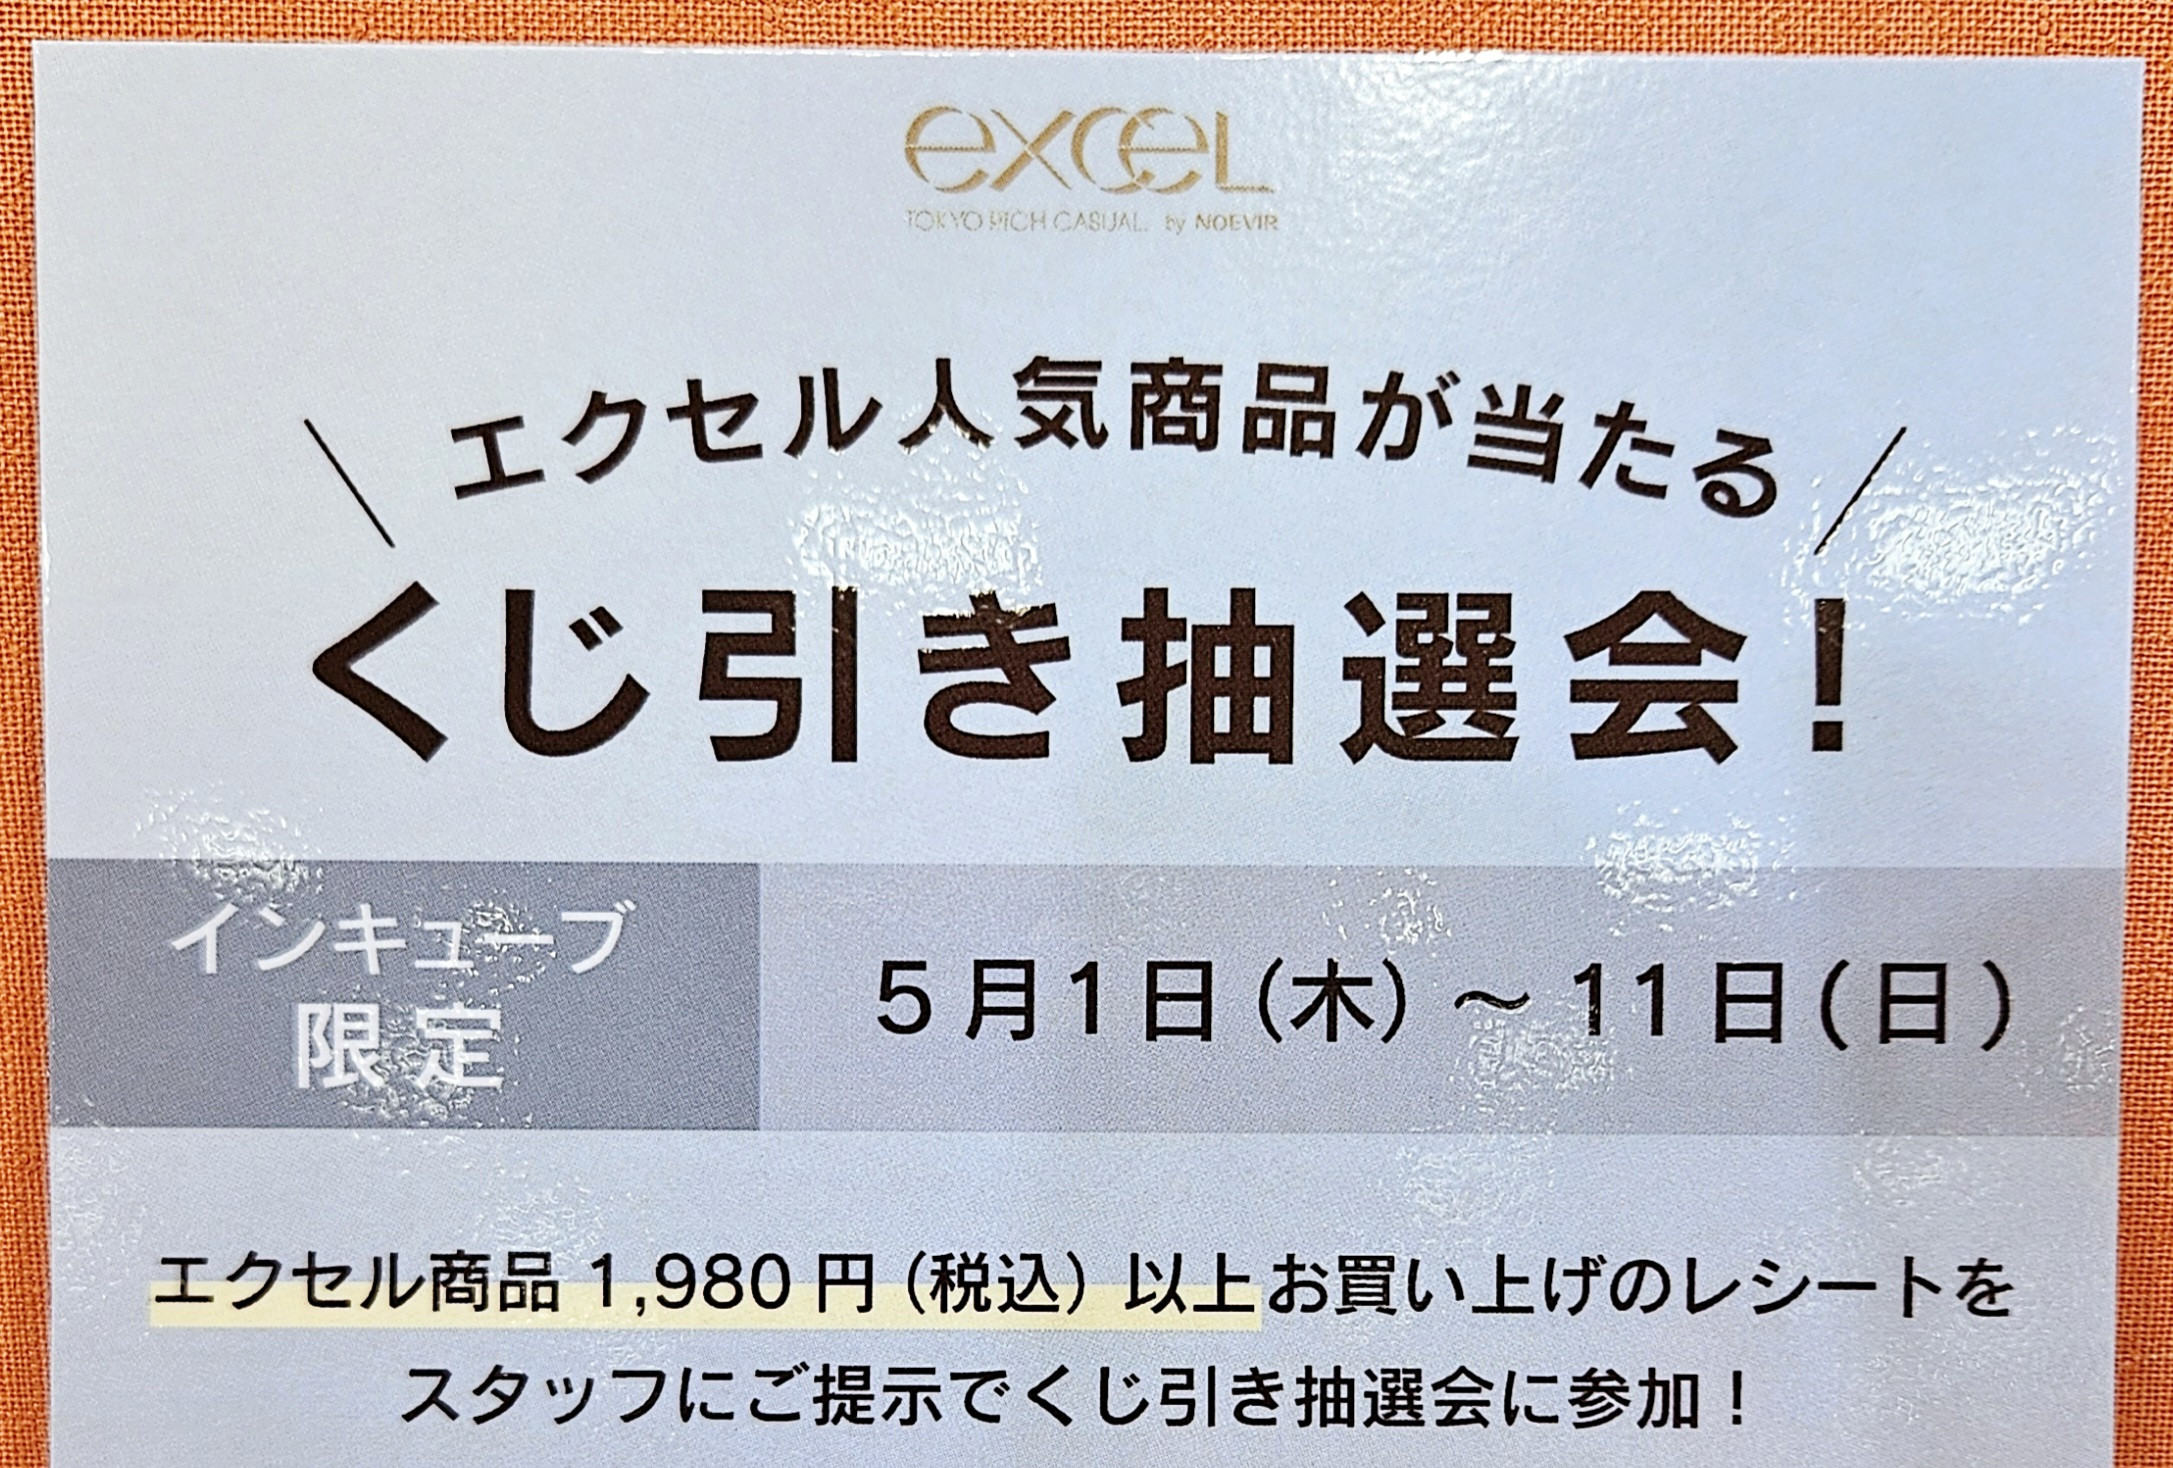 excel
TOKYO RICH CASUAL. by NOEVIR
エクセル人気商品が当たる
くじ引き抽選会!
インキューブ
限定
5月1日(木)～11日(日)
エクセル商品1,980円(税込)以上お買い上げのレシートを
スタッフにご提示でくじ引き抽選会に参加!